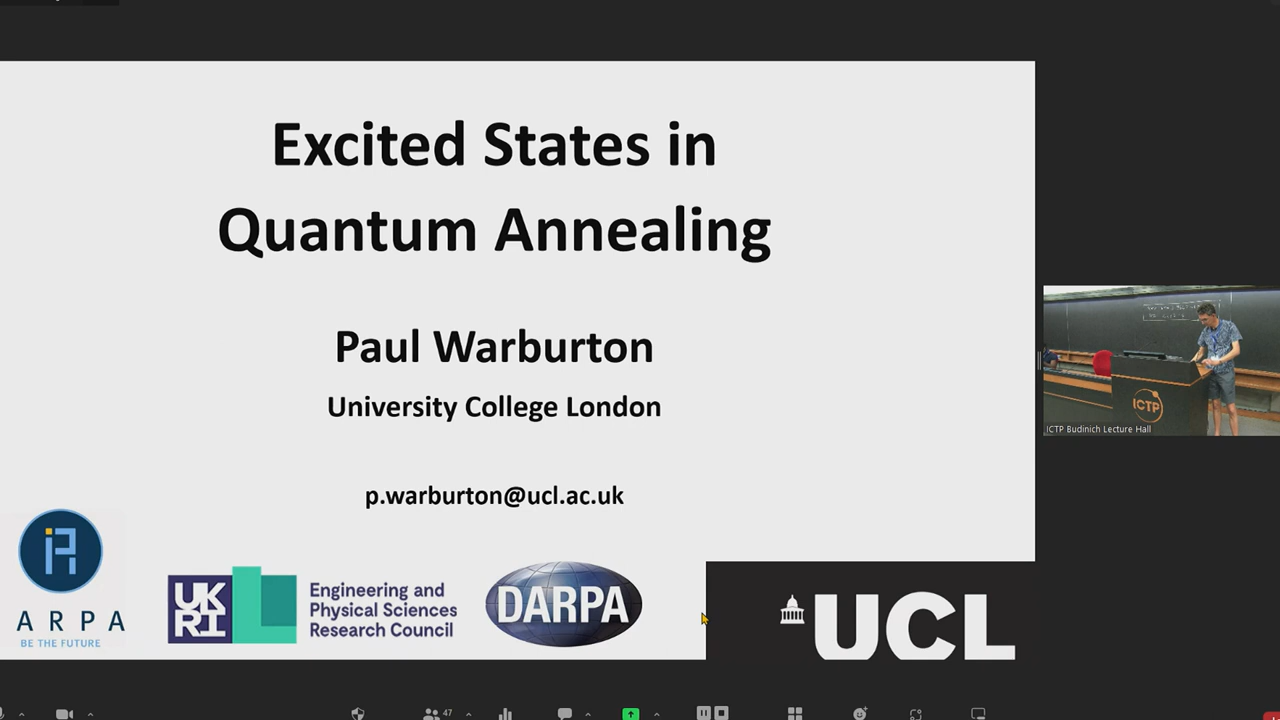 Excited States in
Quantum Annealing
Paul Warburton
University College London
p.warburton@ucl.ac.uk
ARPA
BE THE FUTURE
UK
RI
Engineering and
Physical Sciences
Research Council
DARPA
UCL
ICTP
ICTP Budinich Lecture Hall
47